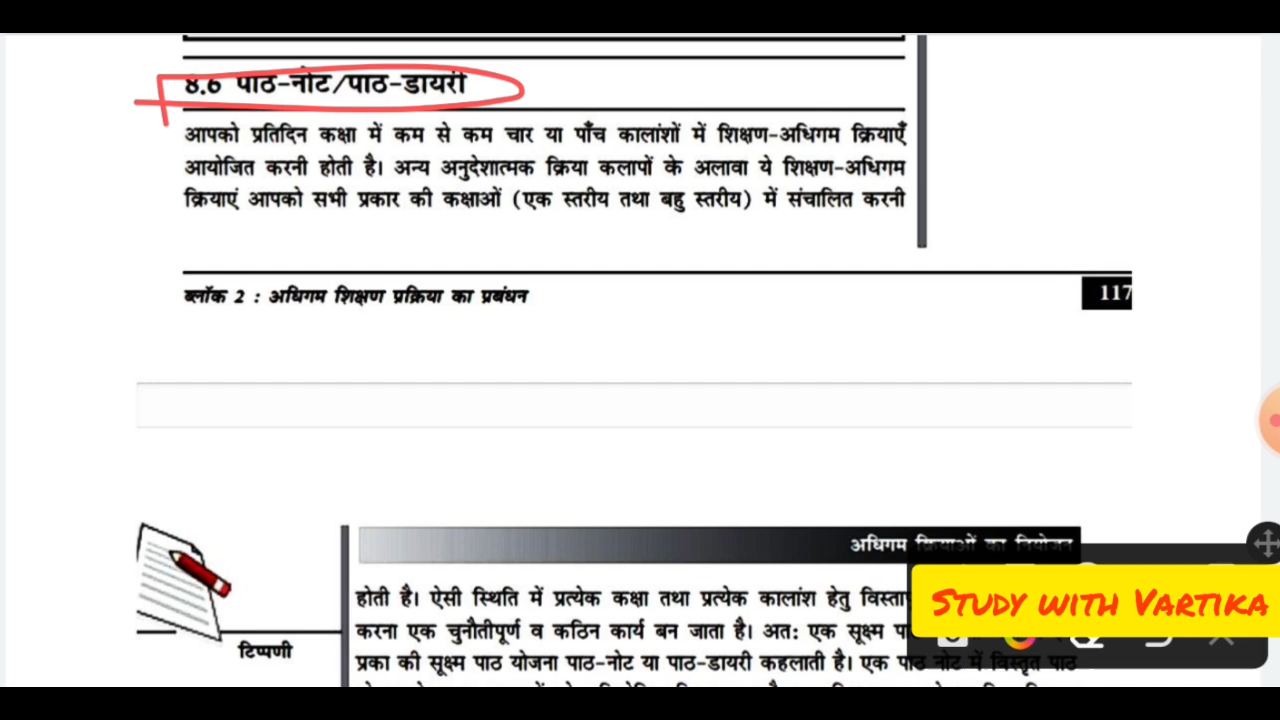 8.6 पाठ-नोट/पाठ-डायरी
आपको प्रतिदिन कक्षा में कम से कम चार या पाँच कालांशों में शिक्षण-अधिगम क्रियाएँ
आयोजित करनी होती है। अन्य अनुदेशात्मक क्रिया कलापों के अलावा ये शिक्षण-अधिगम
क्रियाएं आपको सभी प्रकार की कक्षाओं (एक स्तरीय तथा बहु स्तरीय) में संचालित करनी
ब्लॉक 2 : अधिगम शिक्षण प्रक्रिया का प्रबंधन
117
अधिगम क्रियाओं का नियोजन
होती है। ऐसी स्थिति में प्रत्येक कक्षा तथा प्रत्येक कालांश हेतु
STUDY WITH VARTIKA
करना एक चुनौतीपूर्ण व कठिन कार्य बन जाता है। अत: एक सूक्ष्म
टिप्पणी
प्रका की सूक्ष्म पाठ योजना पाठ-नोट या पाठ-डायरी कहलाती है। एक पाठ नोट में विस्तृत पाठ